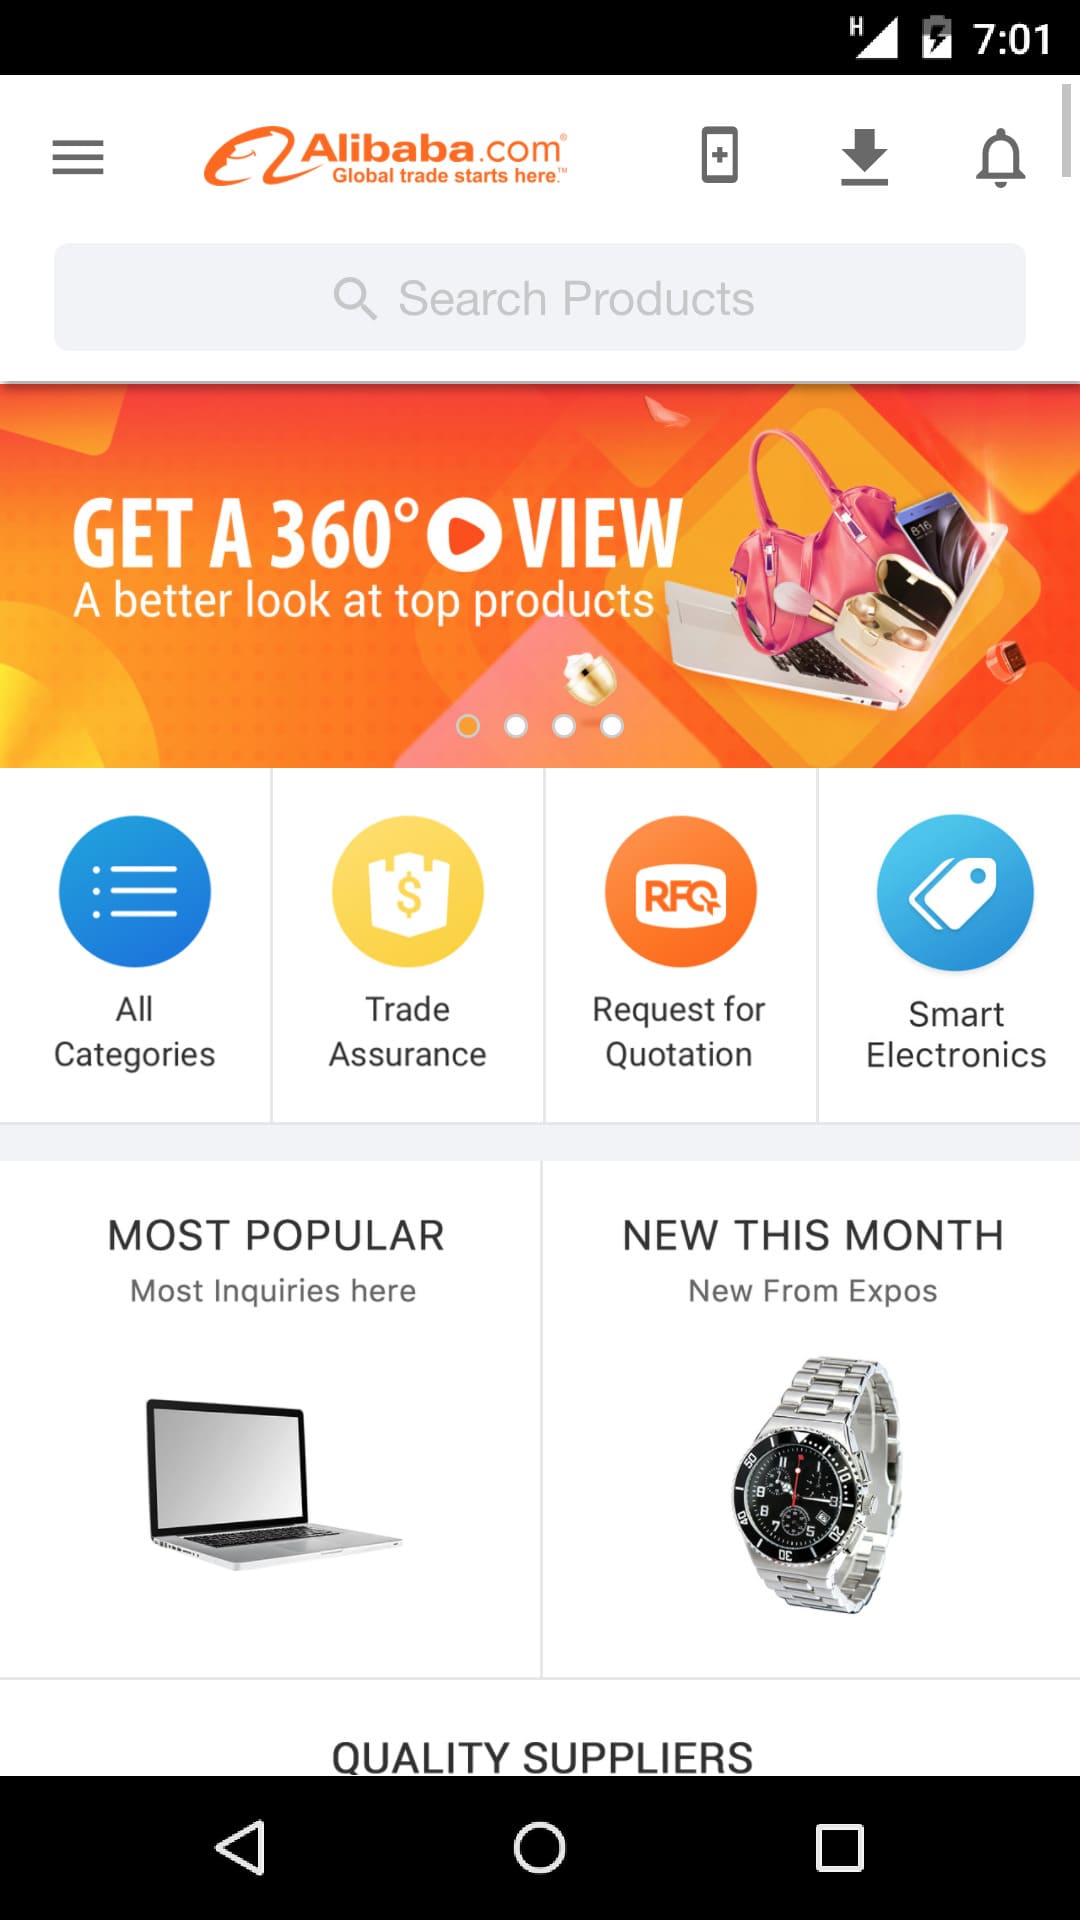 H 7:01
Alibaba.com®
Global trade starts here.™
Search Products
GET A 360° VIEW
A better look at top products
816
$
RFQ
All
Categories
Trade
Assurance
Request for
Quotation
Smart
Electronics
MOST POPULAR
Most Inquiries here
NEW THIS MONTH
New From Expos
QUALITY SUPPLIERS